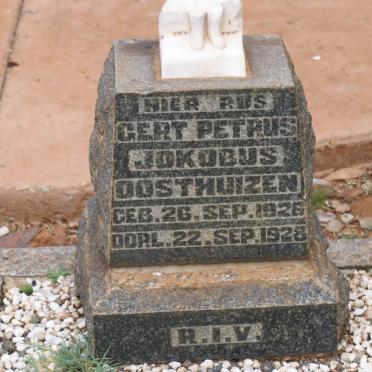 HIER RUS
GERT PETRUS
JOKOBUS
OOSTHUIZEN
GEB. 26. SEP. 1928
OORL. 22. SEP. 1928
R.I.V